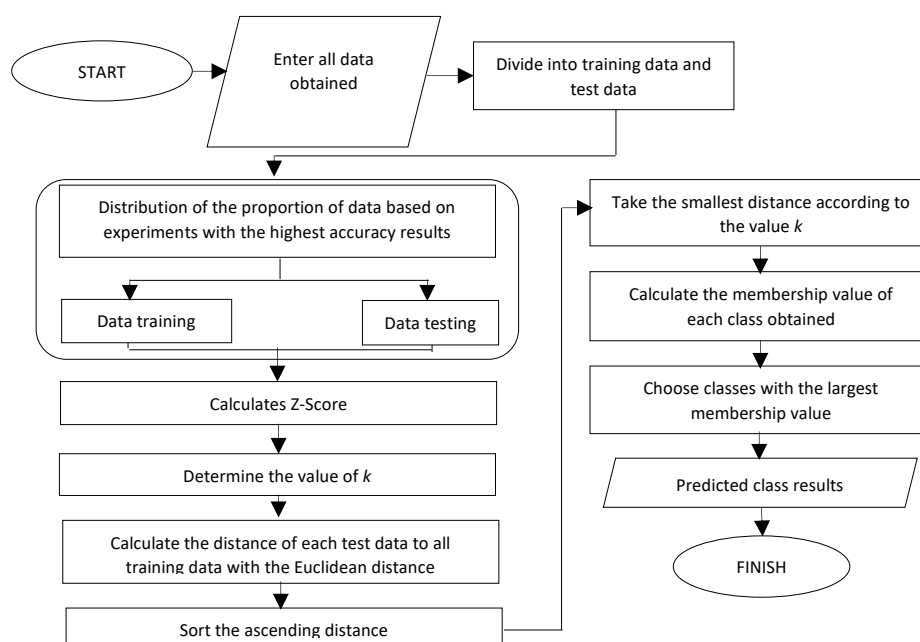 START
Enter all data
obtained
Divide into training data and
test data
Distribution of the proportion of data based on
experiments with the highest accuracy results
Data training
Data testing
Calculates Z-Score
Determine the value of k
Calculate the distance of each test data to all
training data with the Euclidean distance
Sort the ascending distance
Take the smallest distance according to
the value k
Calculate the membership value of
each class obtained
Choose classes with the largest
membership value
Predicted class results
FINISH